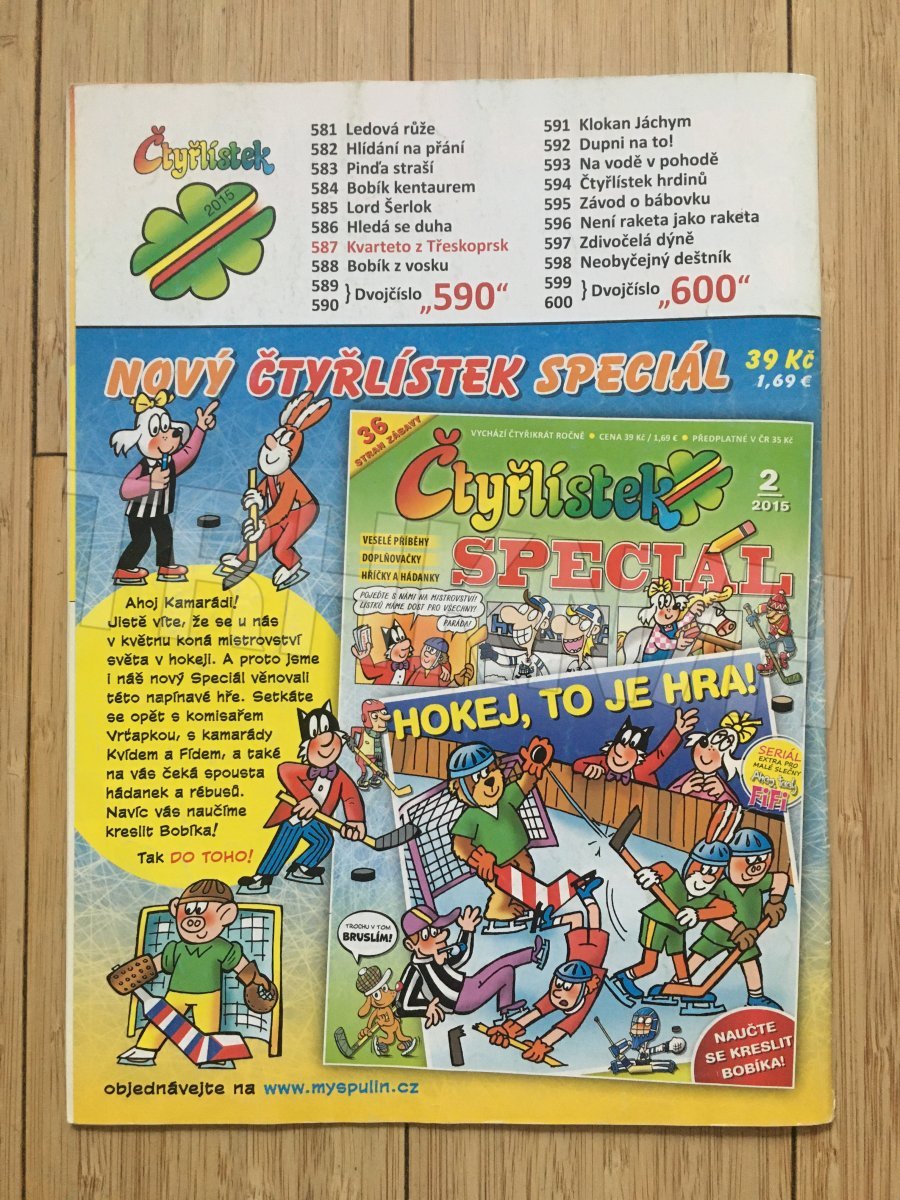 Čtyřlístek
2015
581 Ledová růže
582 Hlídání na přání
583 Pinďa straší
584 Bobík kentaurem
585 Lord Šerlok
586 Hledá se duha
587 Kvarteto z Třeskoprsk
588 Bobík z vosku
589
590 } Dvojčíslo „590“
591 Klokan Jáchym
592 Dupni na to!
593 Na vodě v pohodě
594 Čtyřlístek hrdinů
595 Závod o bábovku
596 Není raketa jako raketa
597 Zdivočelá dýně
598 Neobyčejný deštník
599
600 } Dvojčíslo „600“
NOVÝ ČTYŘLÍSTEK SPECIÁL
39 Kč
1,69 €
Ahoj Kamarádi!
Jistě víte, že se u nás
v květnu koná mistrovství
světa v hokeji. A proto jsme
i náš nový Speciál věnovali
této napínavé hře. Setkáte
se opět s komisařem
Vrťapkou, s kamarády
Kvídem a Fídem, a také
na vás čeká spousta
hádanek a rébusů.
Navíc vás naučíme
kreslit Bobíka!
Tak DO TOHO!
36
STRAN ZÁBAVY
VYCHÁZÍ ČTYŘIKRÁT ROČNĚ ● CENA 39 Kč / 1,69 € ● PŘEDPLATNÉ V ČR 35 Kč
Čtyřlístek
2
2015
SPECIÁL
VESELÉ PŘÍBĚHY
DOPLŇOVAČKY
HŘÍČKY A HÁDANKY
POJEĎTE S NÁMI NA MISTROVSTVÍ!
LÍSTKŮ MÁME DOST PRO VŠECHNY!
PARÁDA!
HOKEJ, TO JE HRA!
SERIÁL
EXTRA PRO
MALÉ SLEČNY
Ahoj, tady
FiFi
TROCHU V TOM
BRUSLÍM!
NAUČTE
SE KRESLIT
BOBÍKA!
objednávejte na www.myspulin.cz